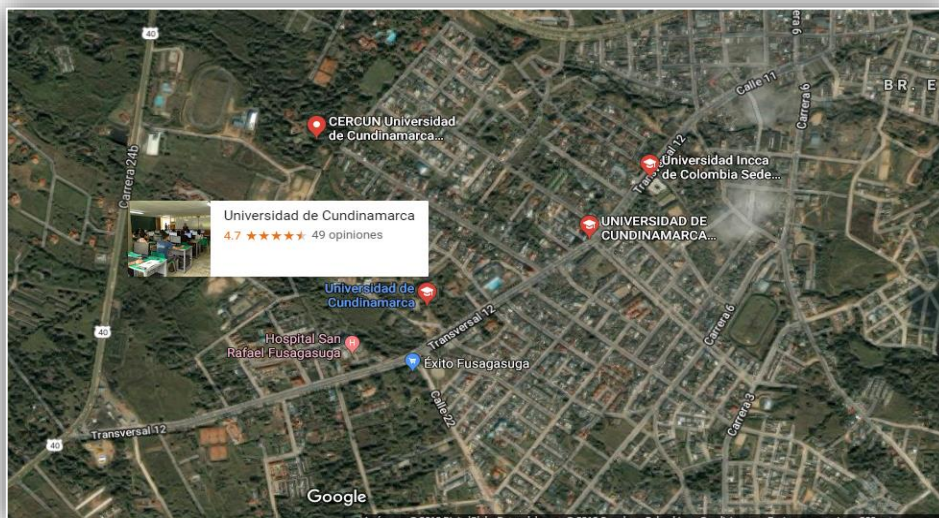 40
Carrera 6
Calle 11
BR. E
CERCUN Universidad
de Cundinamarca...
Transversal 12
Carrera 6
Universidad Incca
de Colombia Sede...
Carrera 24b
Universidad de Cundinamarca
4.7 49 opiniones
UNIVERSIDAD DE
CUNDINAMARCA...
Universidad de
Cundinamarca
40
Transversal 12
Hospital San
Rafael Fusagasuga
H
Carrera 6
Éxito Fusagasuga
Calle 22
Carrera 3
Transversal 12
40
Google